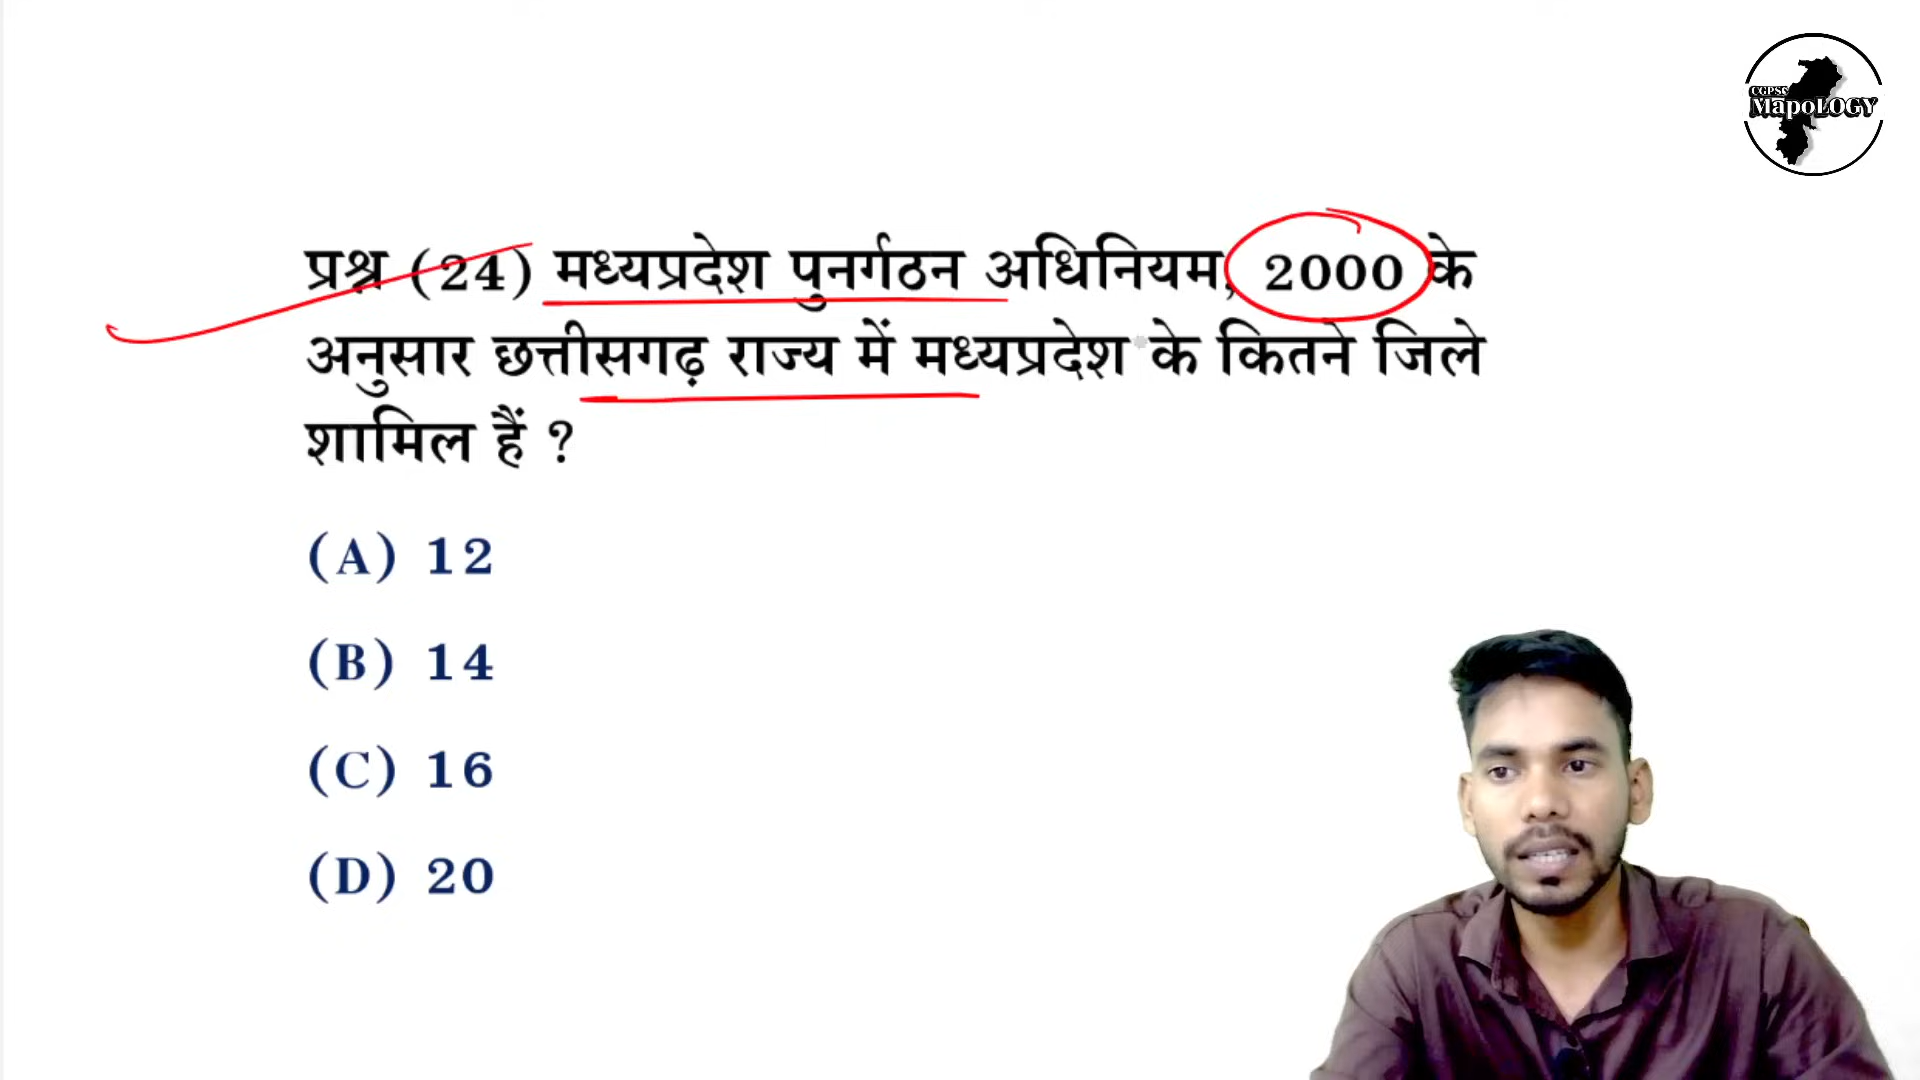 CGPSC
MapoLOGY
प्रश्न (24) मध्यप्रदेश पुनर्गठन अधिनियम, 2000 के
अनुसार छत्तीसगढ़ राज्य में मध्यप्रदेश के कितने जिले
शामिल हैं ?
(A) 12
(B) 14
(C) 16
(D) 20